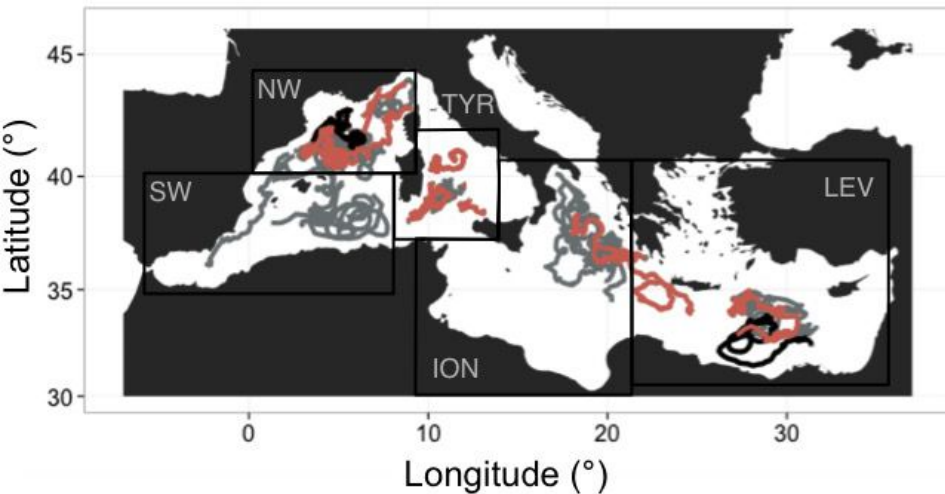 Latitude (°)
45
40
35
30
NW
TYR
SW
LEV
ION
0
10
20
30
Longitude (°)